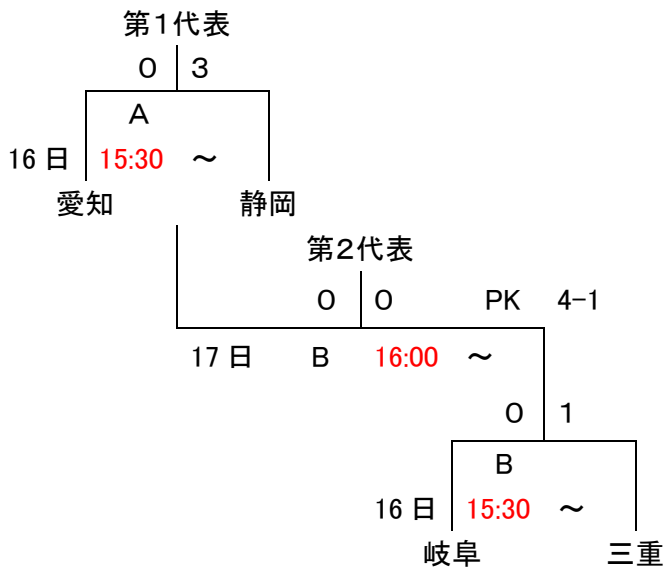 第1代表
0 3
A
16日 15:30 ～
愛知 静岡
第2代表
0 0 PK 4-1
17日 B 16:00 ～
0 1
B
16日 15:30 ～
岐阜 三重